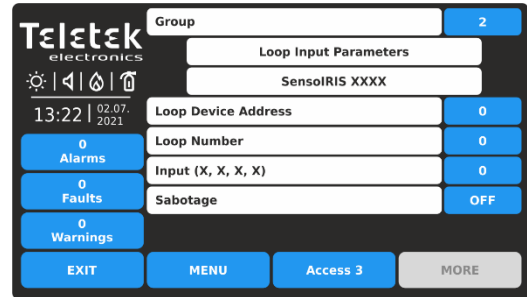 Teletek
electronics
13:22 02.07.
2021
0
Alarms
0
Faults
0
Warnings
Group 2
Loop Input Parameters
SensoIRIS XXXX
Loop Device Address 0
Loop Number 0
Input (X, X, X, X) 0
Sabotage OFF
EXIT MENU Access 3 MORE